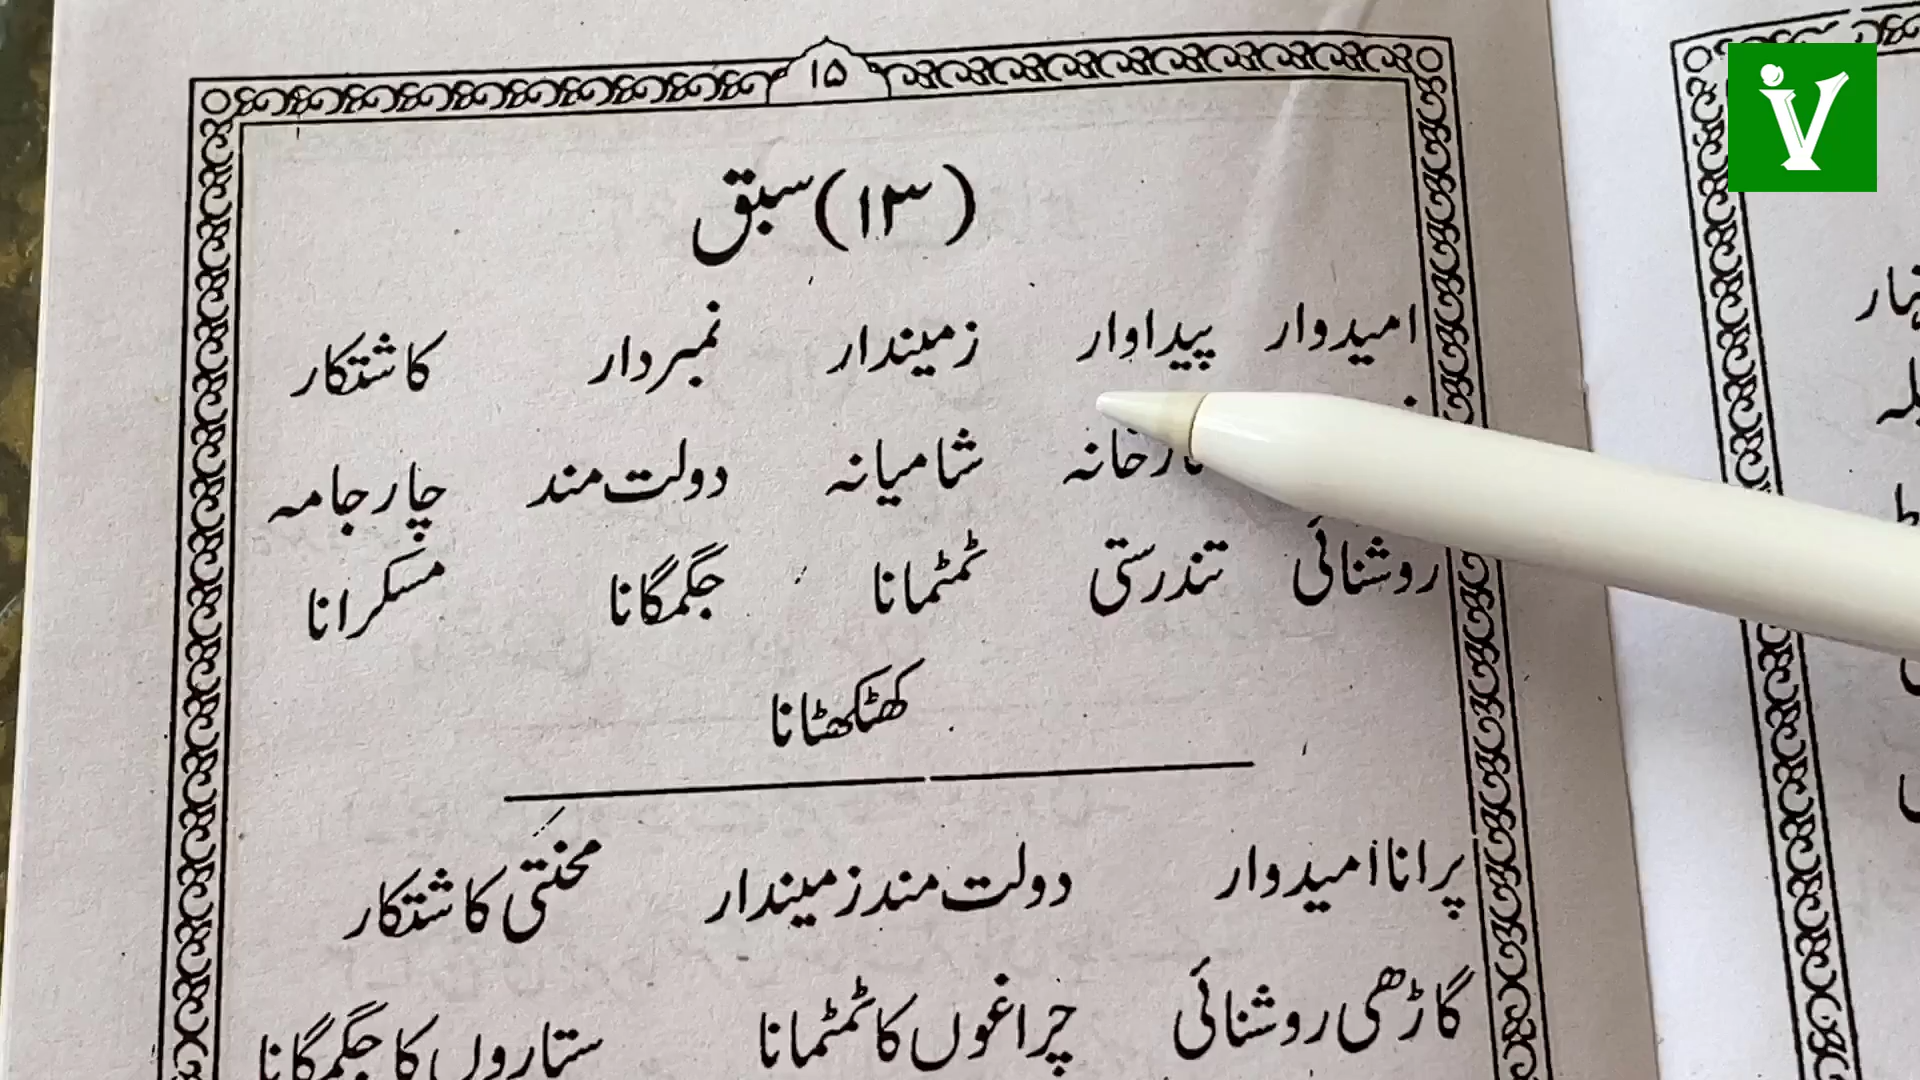 ۱۵
سبق (۱۳)
امیدوار پیداوار زمیندار نمبردار کاشتکار
شامیانہ دولت مند چارجامہ
روشنائی تندرستی ٹمٹمانا جگمگانا مسکرانا
کھٹکھٹانا
پرانا امیدوار دولت مند زمیندار محنتی کاشتکار
گاڑھی روشنائی چراغوں کا ٹمٹمانا ستاروں کا جگمگانا